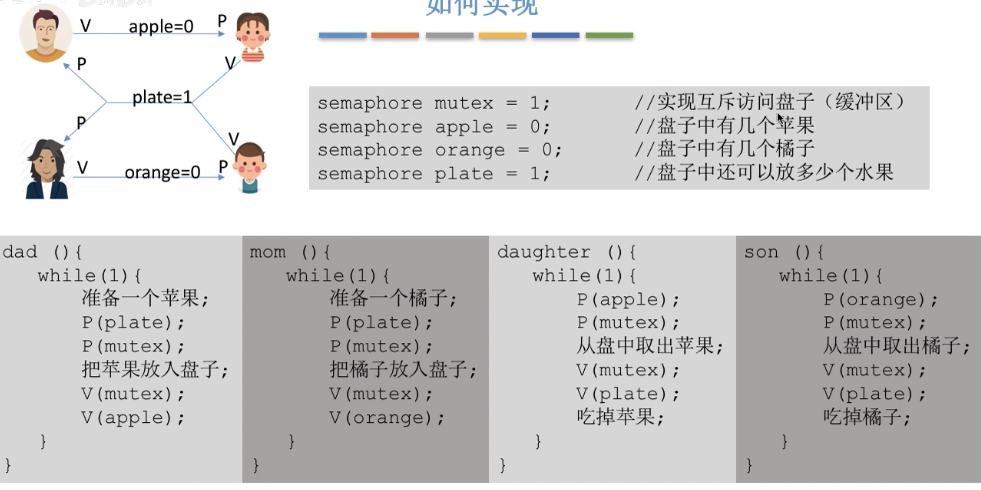 如何实现
V apple=0 P
P V
plate=1
P V
V orange=0 P
semaphore mutex = 1; //实现互斥访问盘子（缓冲区）
semaphore apple = 0; //盘子中有几个苹果
semaphore orange = 0; //盘子中有几个橘子
semaphore plate = 1; //盘子中还可以放多少个水果
dad (){
while(1){
准备一个苹果;
P(plate);
P(mutex);
把苹果放入盘子;
V(mutex);
V(apple);
}
}
mom (){
while(1){
准备一个橘子;
P(plate);
P(mutex);
把橘子放入盘子;
V(mutex);
V(orange);
}
}
daughter (){
while(1){
P(apple);
P(mutex);
从盘中取出苹果;
V(mutex);
V(plate);
吃掉苹果;
}
}
son (){
while(1){
P(orange);
P(mutex);
从盘中取出橘子;
V(mutex);
V(plate);
吃掉橘子;
}
}